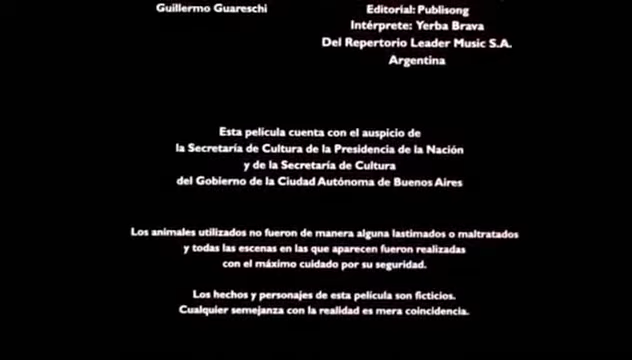 Guillermo Guareschi
Editorial: Publisong
Intérprete: Yerba Brava
Del Repertorio Leader Music S.A.
Argentina
Esta película cuenta con el auspicio de
la Secretaría de Cultura de la Presidencia de la Nación
y de la Secretaría de Cultura
del Gobierno de la Ciudad Autónoma de Buenos Aires
Los animales utilizados no fueron de manera alguna lastimados o maltratados
y todas las escenas en las que aparecen fueron realizadas
con el máximo cuidado por su seguridad.
Los hechos y personajes de esta película son ficticios.
Cualquier semejanza con la realidad es mera coincidencia.